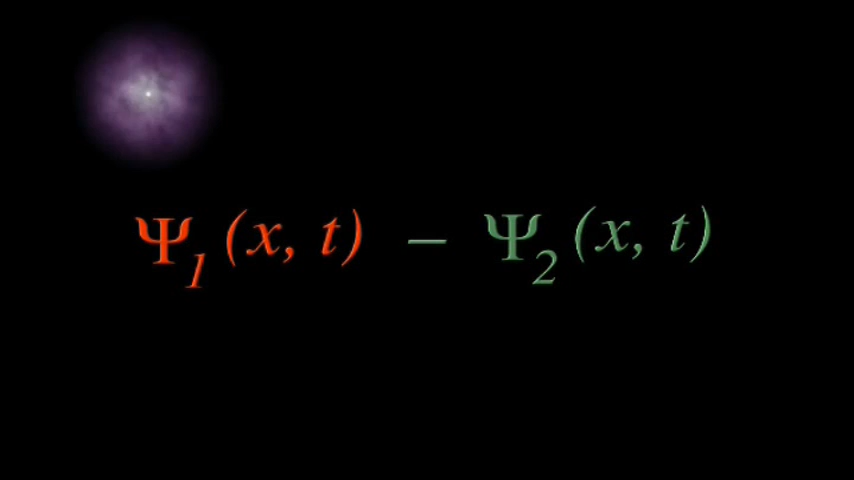 Ψ₁(x, t) – Ψ₂(x, t)